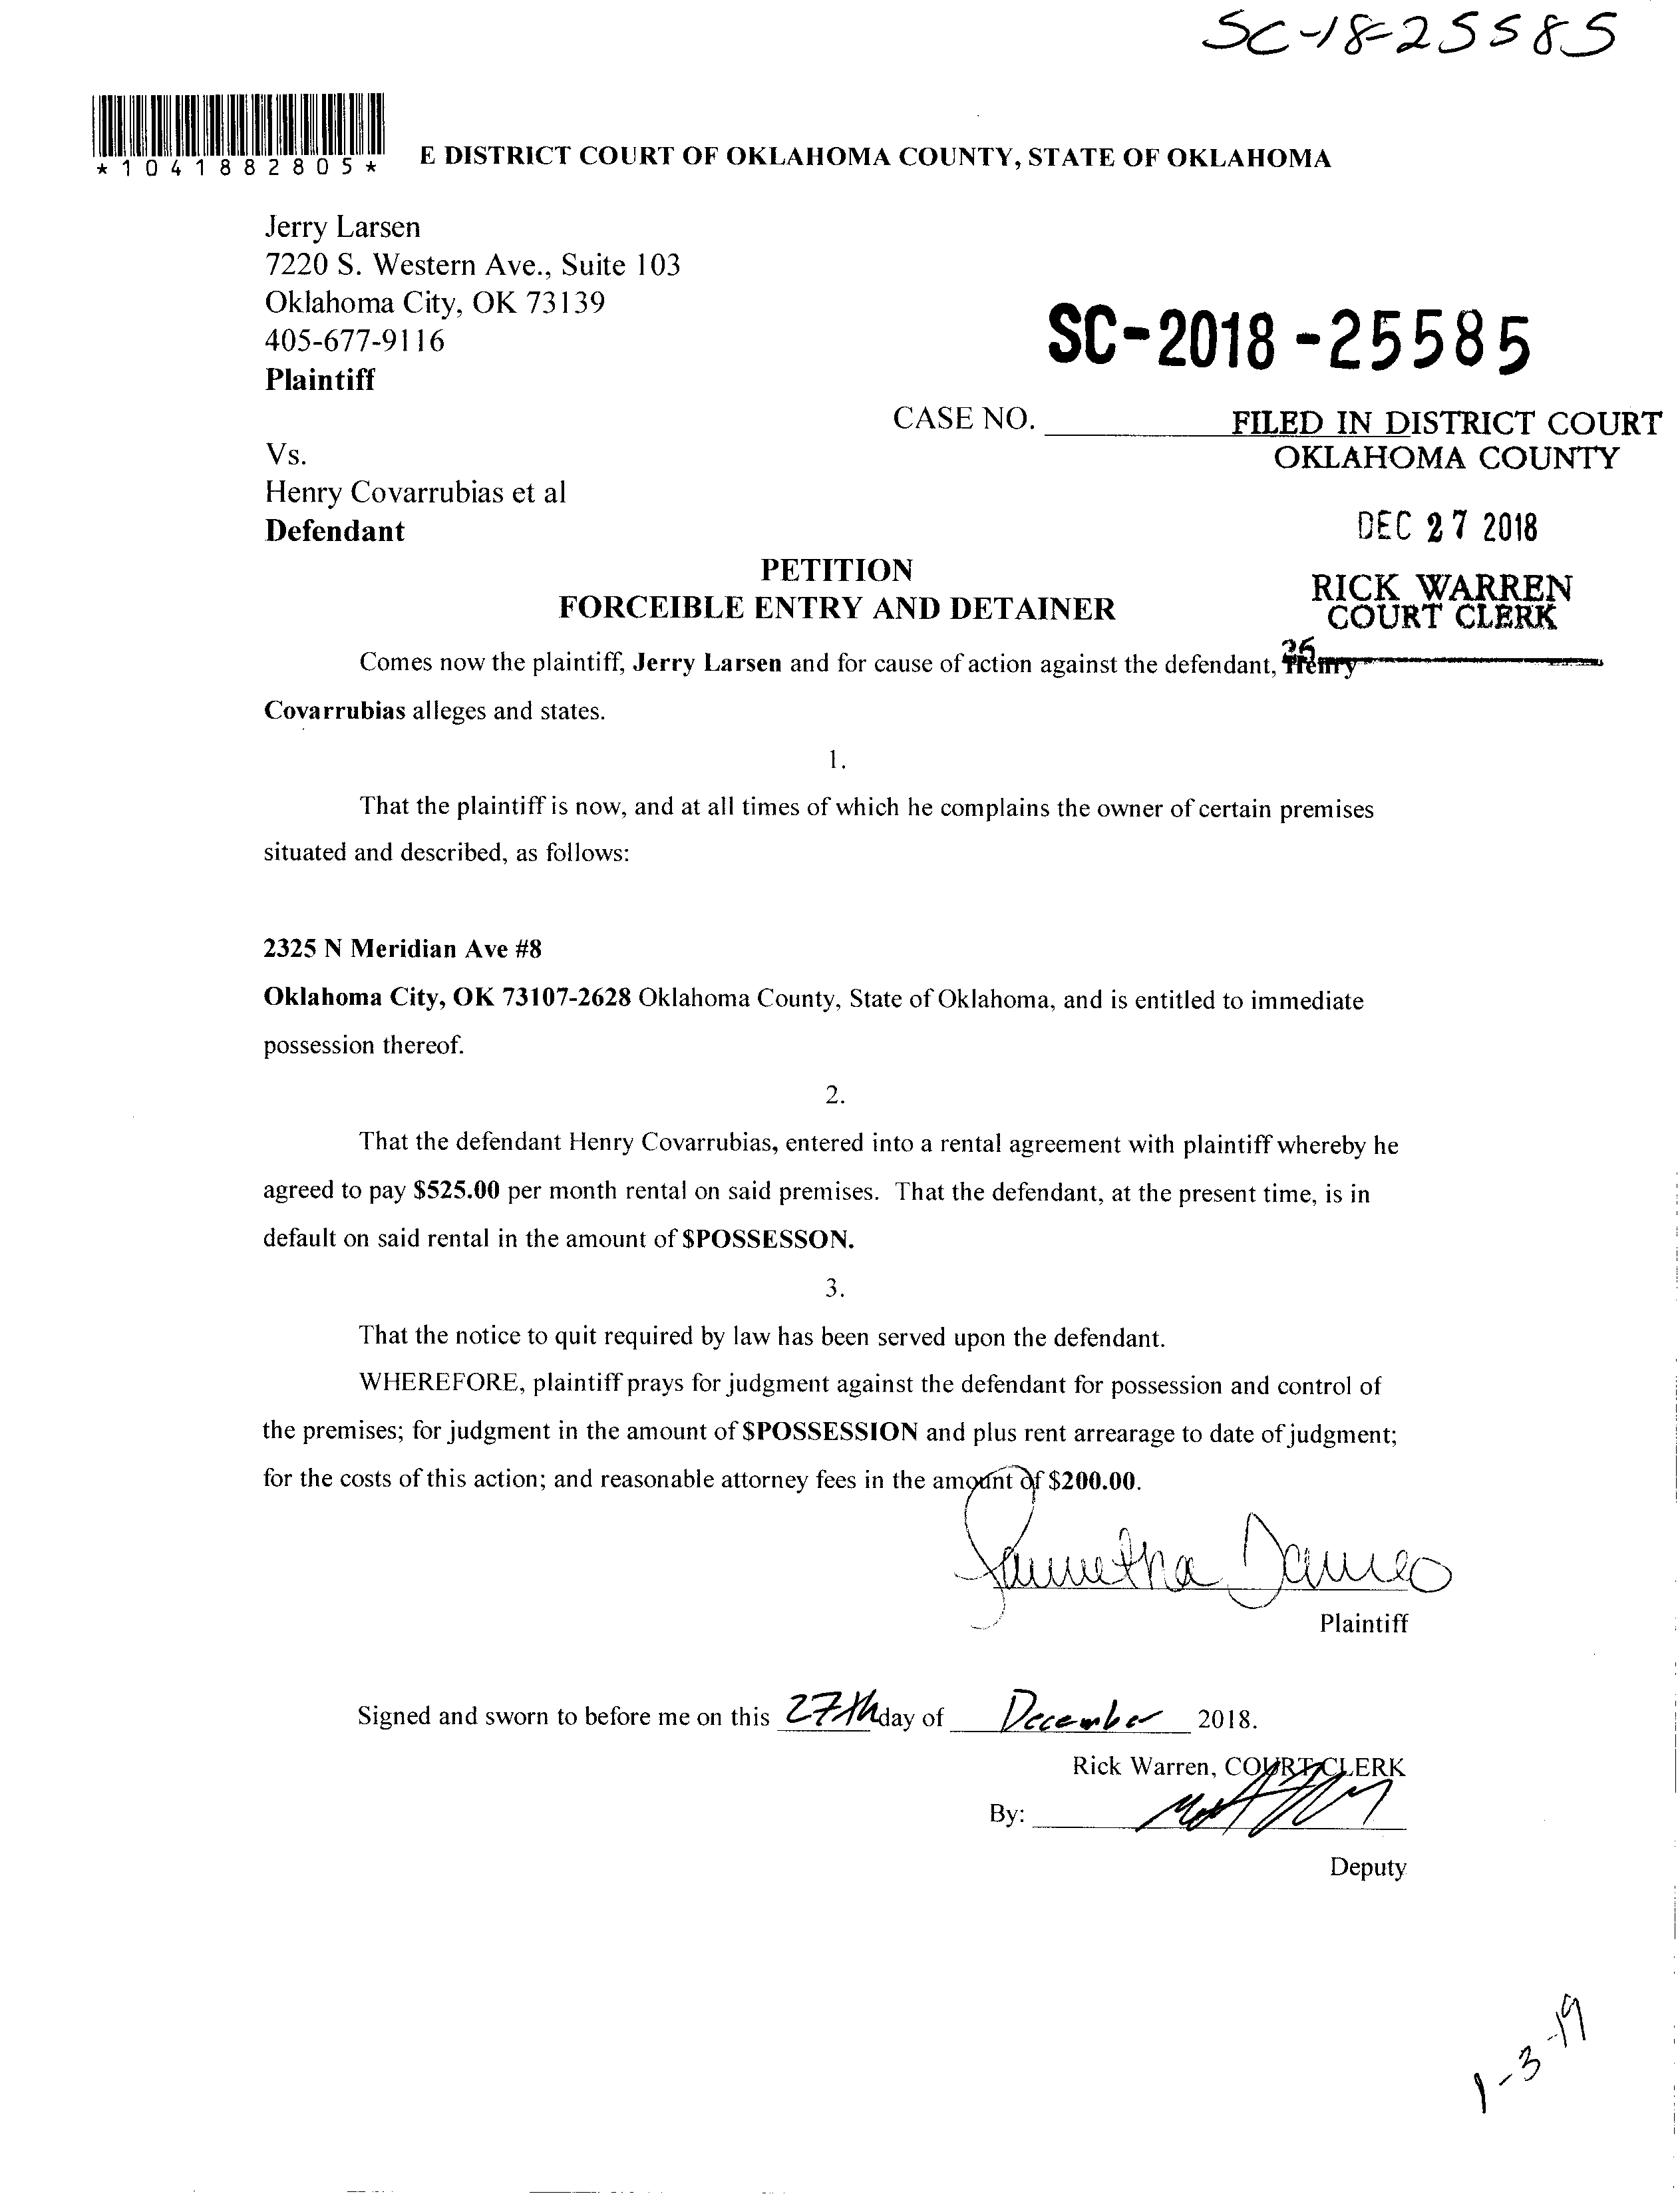 SC-18-25585
*1041882805*
E DISTRICT COURT OF OKLAHOMA COUNTY, STATE OF OKLAHOMA
Jerry Larsen
7220 S. Western Ave., Suite 103
Oklahoma City, OK 73139
405-677-9116
Plaintiff
SC-2018-25585
CASE NO.
FILED IN DISTRICT COURT
OKLAHOMA COUNTY
Vs.
Henry Covarrubias et al
Defendant
DEC 27 2018
PETITION
FORCEIBLE ENTRY AND DETAINER
RICK WARREN
COURT CLERK
Comes now the plaintiff, Jerry Larsen and for cause of action against the defendant, Henry
Covarrubias alleges and states.
1.
That the plaintiff is now, and at all times of which he complains the owner of certain premises
situated and described, as follows:
2325 N Meridian Ave #8
Oklahoma City, OK 73107-2628 Oklahoma County, State of Oklahoma, and is entitled to immediate
possession thereof.
2.
That the defendant Henry Covarrubias, entered into a rental agreement with plaintiff whereby he
agreed to pay $525.00 per month rental on said premises. That the defendant, at the present time, is in
default on said rental in the amount of $POSSESSON.
3.
That the notice to quit required by law has been served upon the defendant.
WHEREFORE, plaintiff prays for judgment against the defendant for possession and control of
the premises; for judgment in the amount of $POSSESSION and plus rent arrearage to date of judgment;
for the costs of this action; and reasonable attorney fees in the amount of $200.00.
Plaintiff
Signed and sworn to before me on this 27th day of December 2018.
Rick Warren, COURT CLERK
By:
Deputy
1-3-19